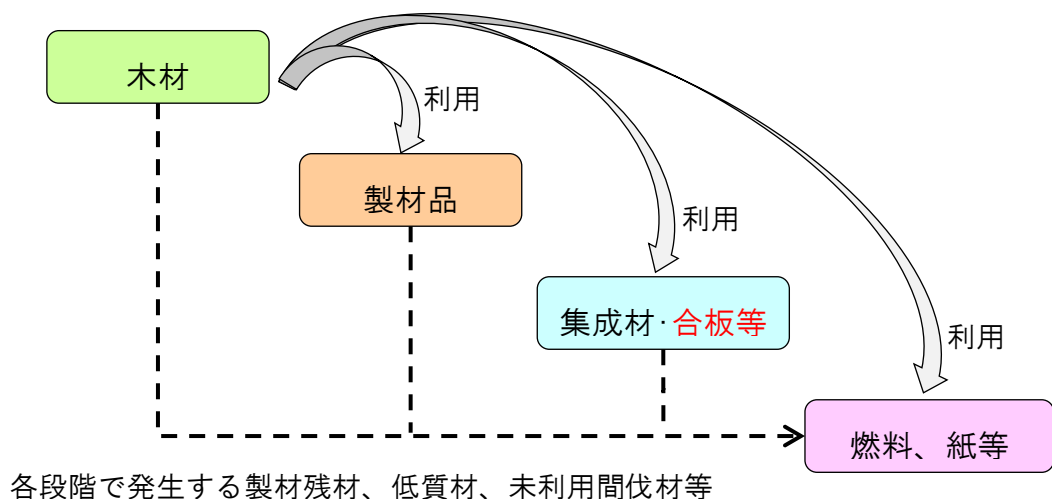 木材
利用
製材品
利用
集成材・合板等
利用
燃料、紙等
各段階で発生する製材残材、低質材、未利用間伐材等